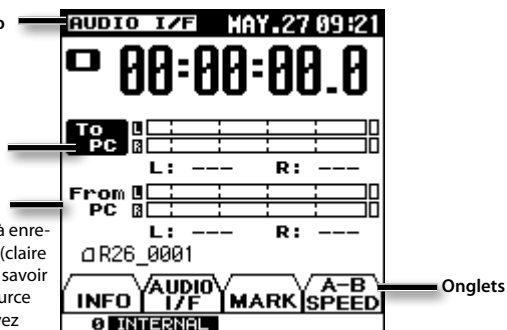 AUDIO I/F MAY.27 09:21
00:00:00.0
To PC L R
L: --- R: ---
From PC L R
L: --- R: ---
R26_0001
INFO AUDIO I/F MARK A-B SPEED
Onglets
INTERNAL
à enre-
(claire
savoir
urce
vez